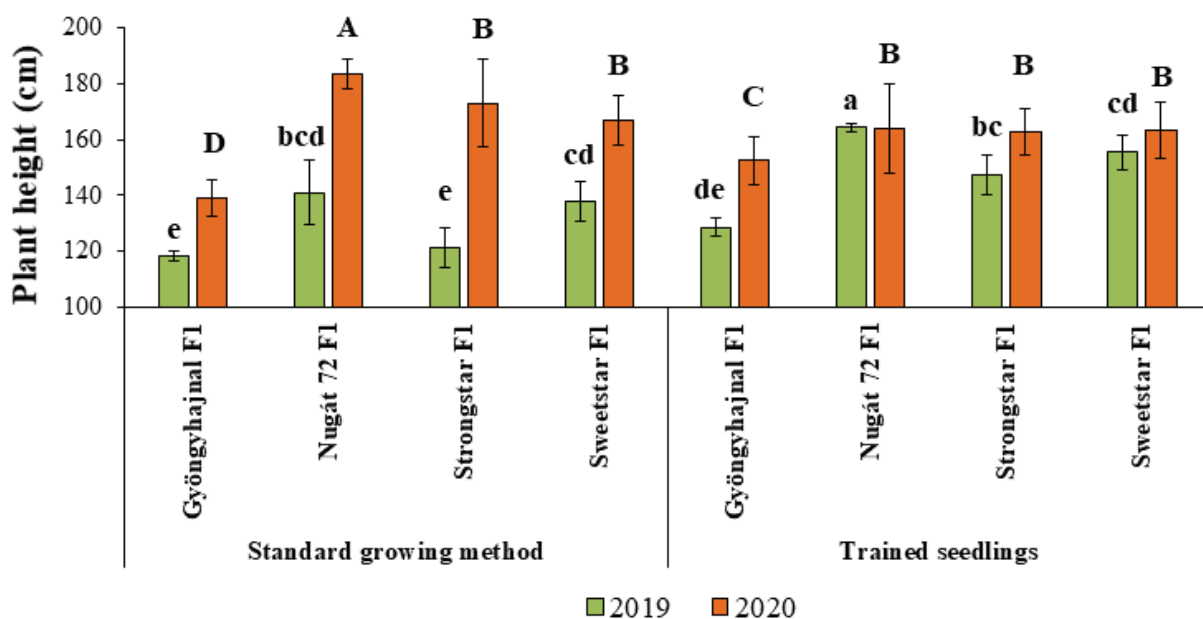 Plant height (cm)
200
180
160
140
120
100
e
D
bcd
A
e
B
cd
B
de
C
a
B
bc
B
cd
B
Gyöngyhajnal F1
Nugát 72 F1
Strongstar F1
Sweetstar F1
Gyöngyhajnal F1
Nugát 72 F1
Strongstar F1
Sweetstar F1
Standard growing method
Trained seedlings
2019
2020